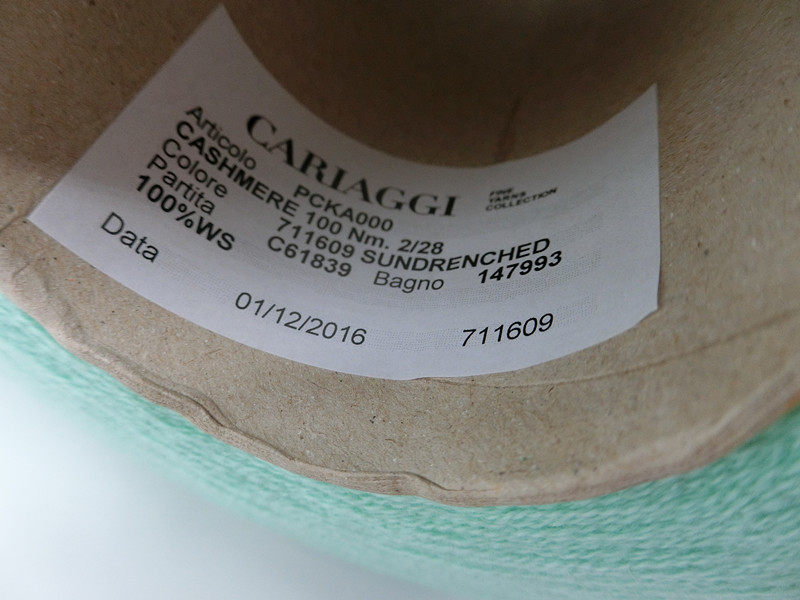 CARIAGGI
FINE
YARNS
COLLECTION
Articolo PCKA000
CASHMERE 100 Nm. 2/28
Colore 711609 SUNDRENCHED
Partita C61839 Bagno 147993
100%WS
Data 01/12/2016 711609